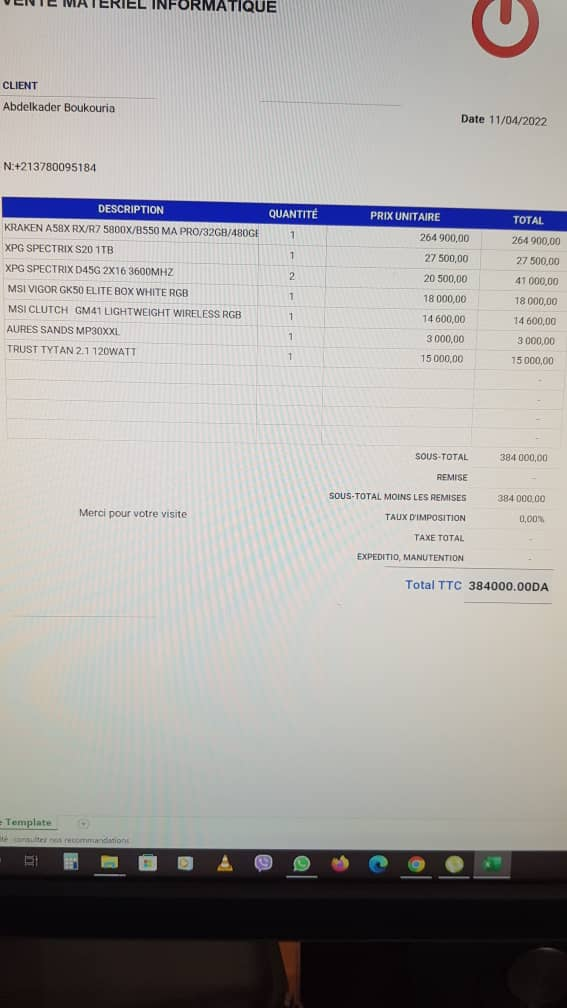 VENTE MATERIEL INFORMATIQUE
CLIENT
Abdelkader Boukouria
Date 11/04/2022
N:+213780095184
DESCRIPTION QUANTITÉ PRIX UNITAIRE TOTAL
KRAKEN A58X RX/R7 5800X/B550 MA PRO/32GB/480GB 1 264 900,00 264 900,00
XPG SPECTRIX S20 1TB 1 27 500,00 27 500,00
XPG SPECTRIX D45G 2X16 3600MHZ 2 20 500,00 41 000,00
MSI VIGOR GK50 ELITE BOX WHITE RGB 1 18 000,00 18 000,00
MSI CLUTCH GM41 LIGHTWEIGHT WIRELESS RGB 1 14 600,00 14 600,00
AURES SANDS MP30XXL 1 3 000,00 3 000,00
TRUST TYTAN 2.1 120WATT 1 15 000,00 15 000,00
-
-
-
-
SOUS-TOTAL 384 000,00
REMISE -
SOUS-TOTAL MOINS LES REMISES 384 000,00
Merci pour votre visite
TAUX D'IMPOSITION 0,00%
TAXE TOTAL -
EXPEDITIO, MANUTENTION -
Total TTC 384000.00DA
e Template
ité : consultez nos recommandations